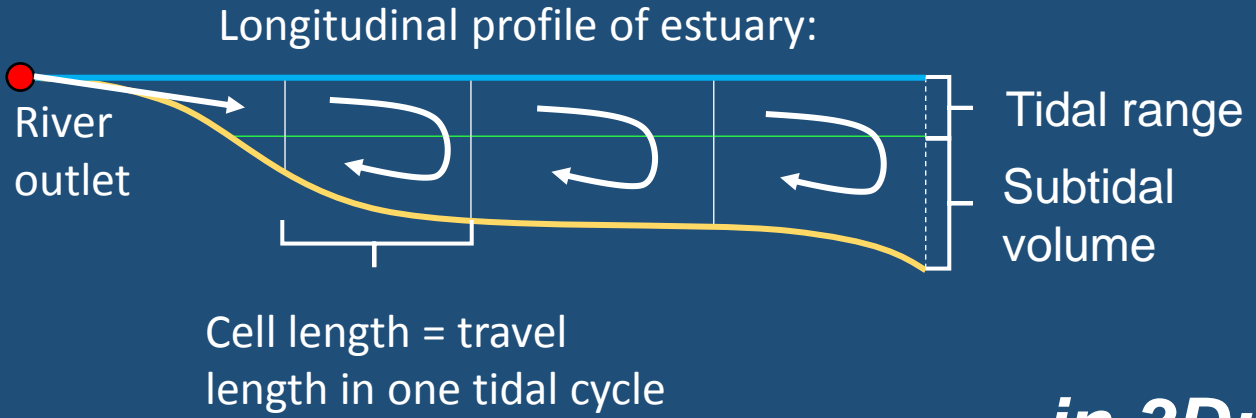 Longitudinal profile of estuary:
River
outlet
Tidal range
Subtidal
volume
Cell length = travel
length in one tidal cycle